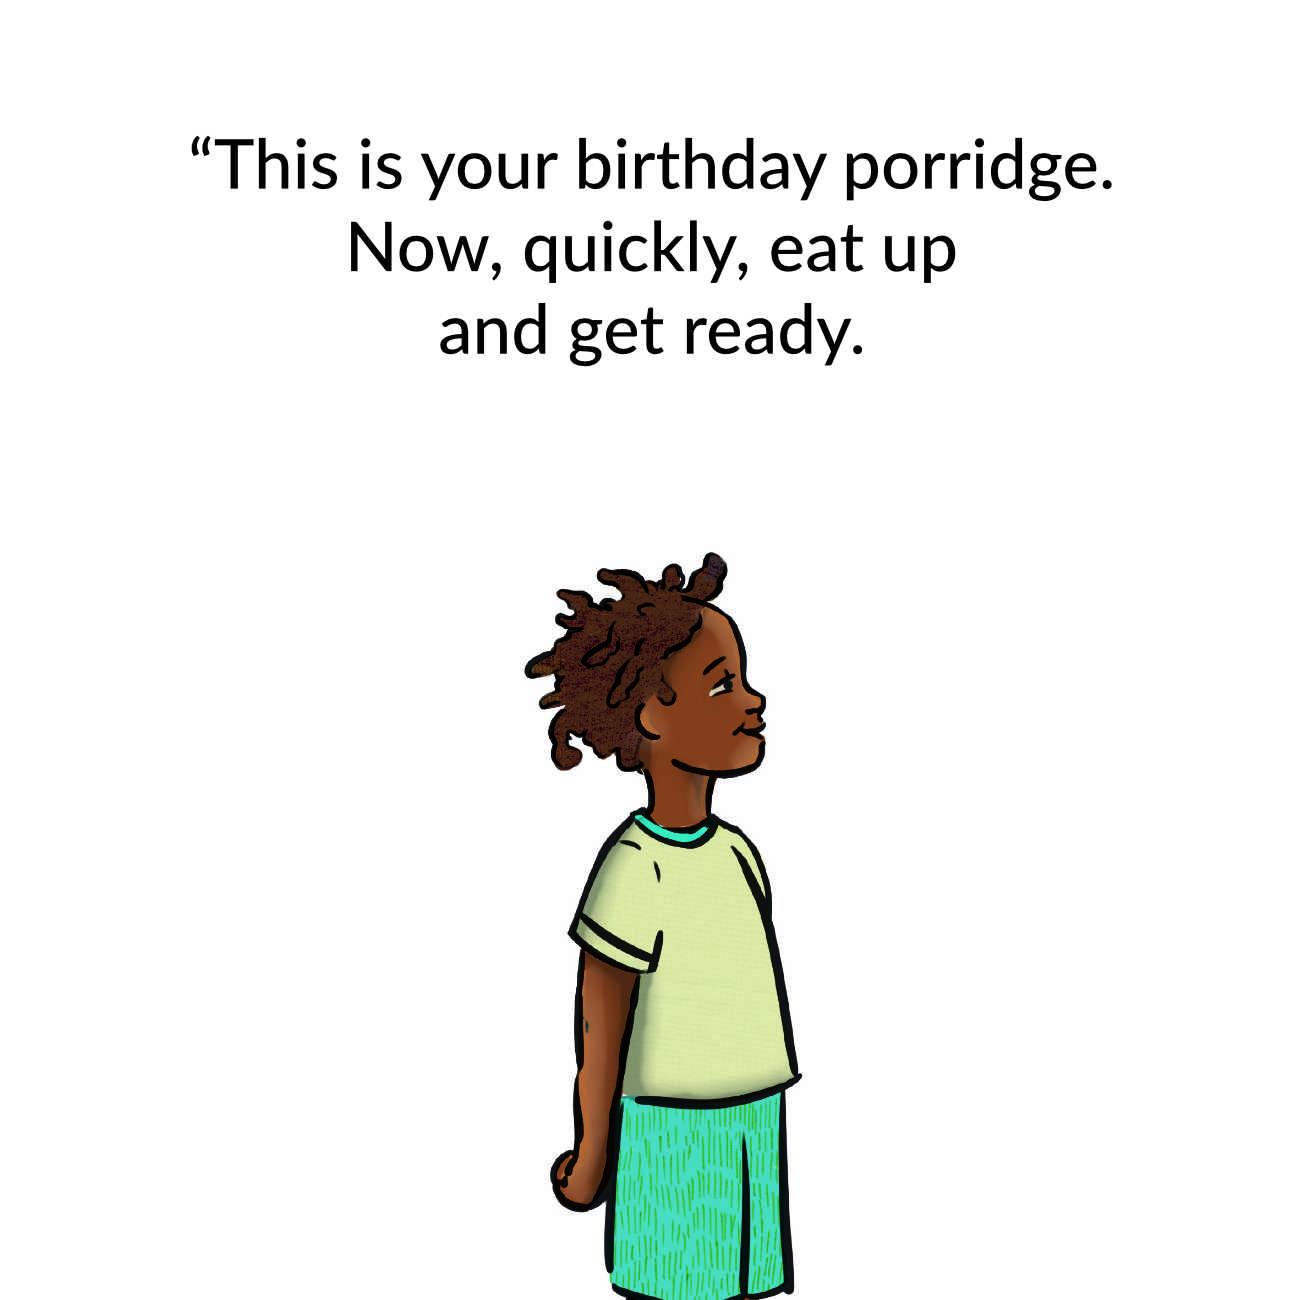 “This is your birthday porridge.
Now, quickly, eat up
and get ready.